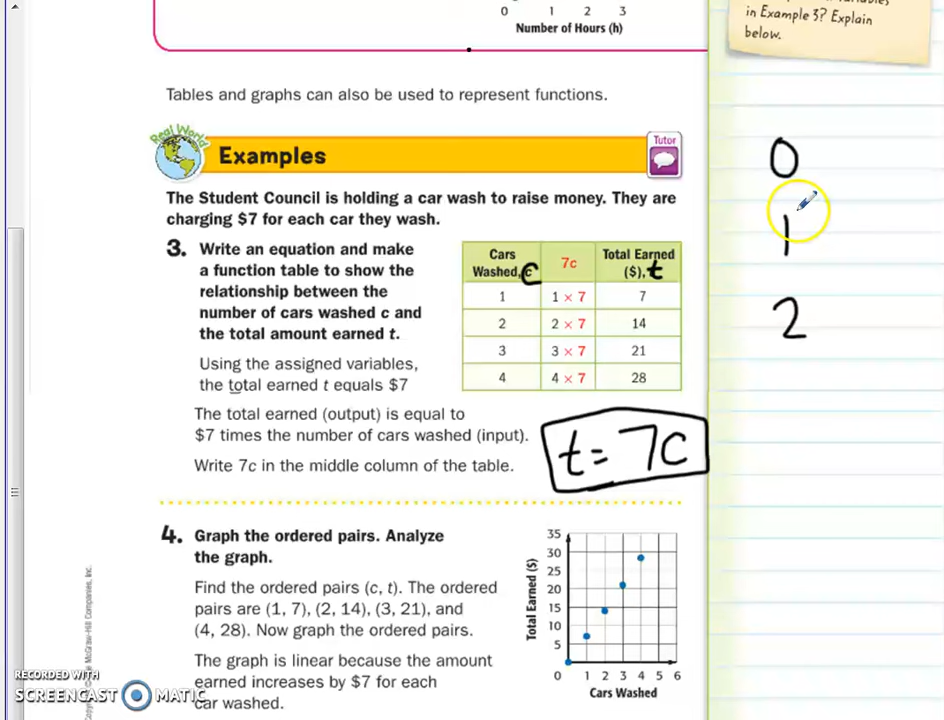 0 1 2 3
Number of Hours (h)
in Example 3? Explain
below.
Tables and graphs can also be used to represent functions.
Real World
Examples
Tutor
The Student Council is holding a car wash to raise money. They are
charging $7 for each car they wash.
3. Write an equation and make
a function table to show the
relationship between the
number of cars washed c and
the total amount earned t.
Using the assigned variables,
the total earned t equals $7
The total earned (output) is equal to
$7 times the number of cars washed (input).
Write 7c in the middle column of the table.
Cars Washed, c 7c Total Earned ($), t
1 1 × 7 7
2 2 × 7 14
3 3 × 7 21
4 4 × 7 28
t = 7c
0
1
2
4. Graph the ordered pairs. Analyze
the graph.
Find the ordered pairs (c, t). The ordered
pairs are (1, 7), (2, 14), (3, 21), and
(4, 28). Now graph the ordered pairs.
The graph is linear because the amount
earned increases by $7 for each
car washed.
Total Earned ($)
35
30
25
20
15
10
5
0 1 2 3 4 5 6
Cars Washed
McGraw-Hill Companies, Inc.
RECORDED WITH
SCREENCAST MATIC